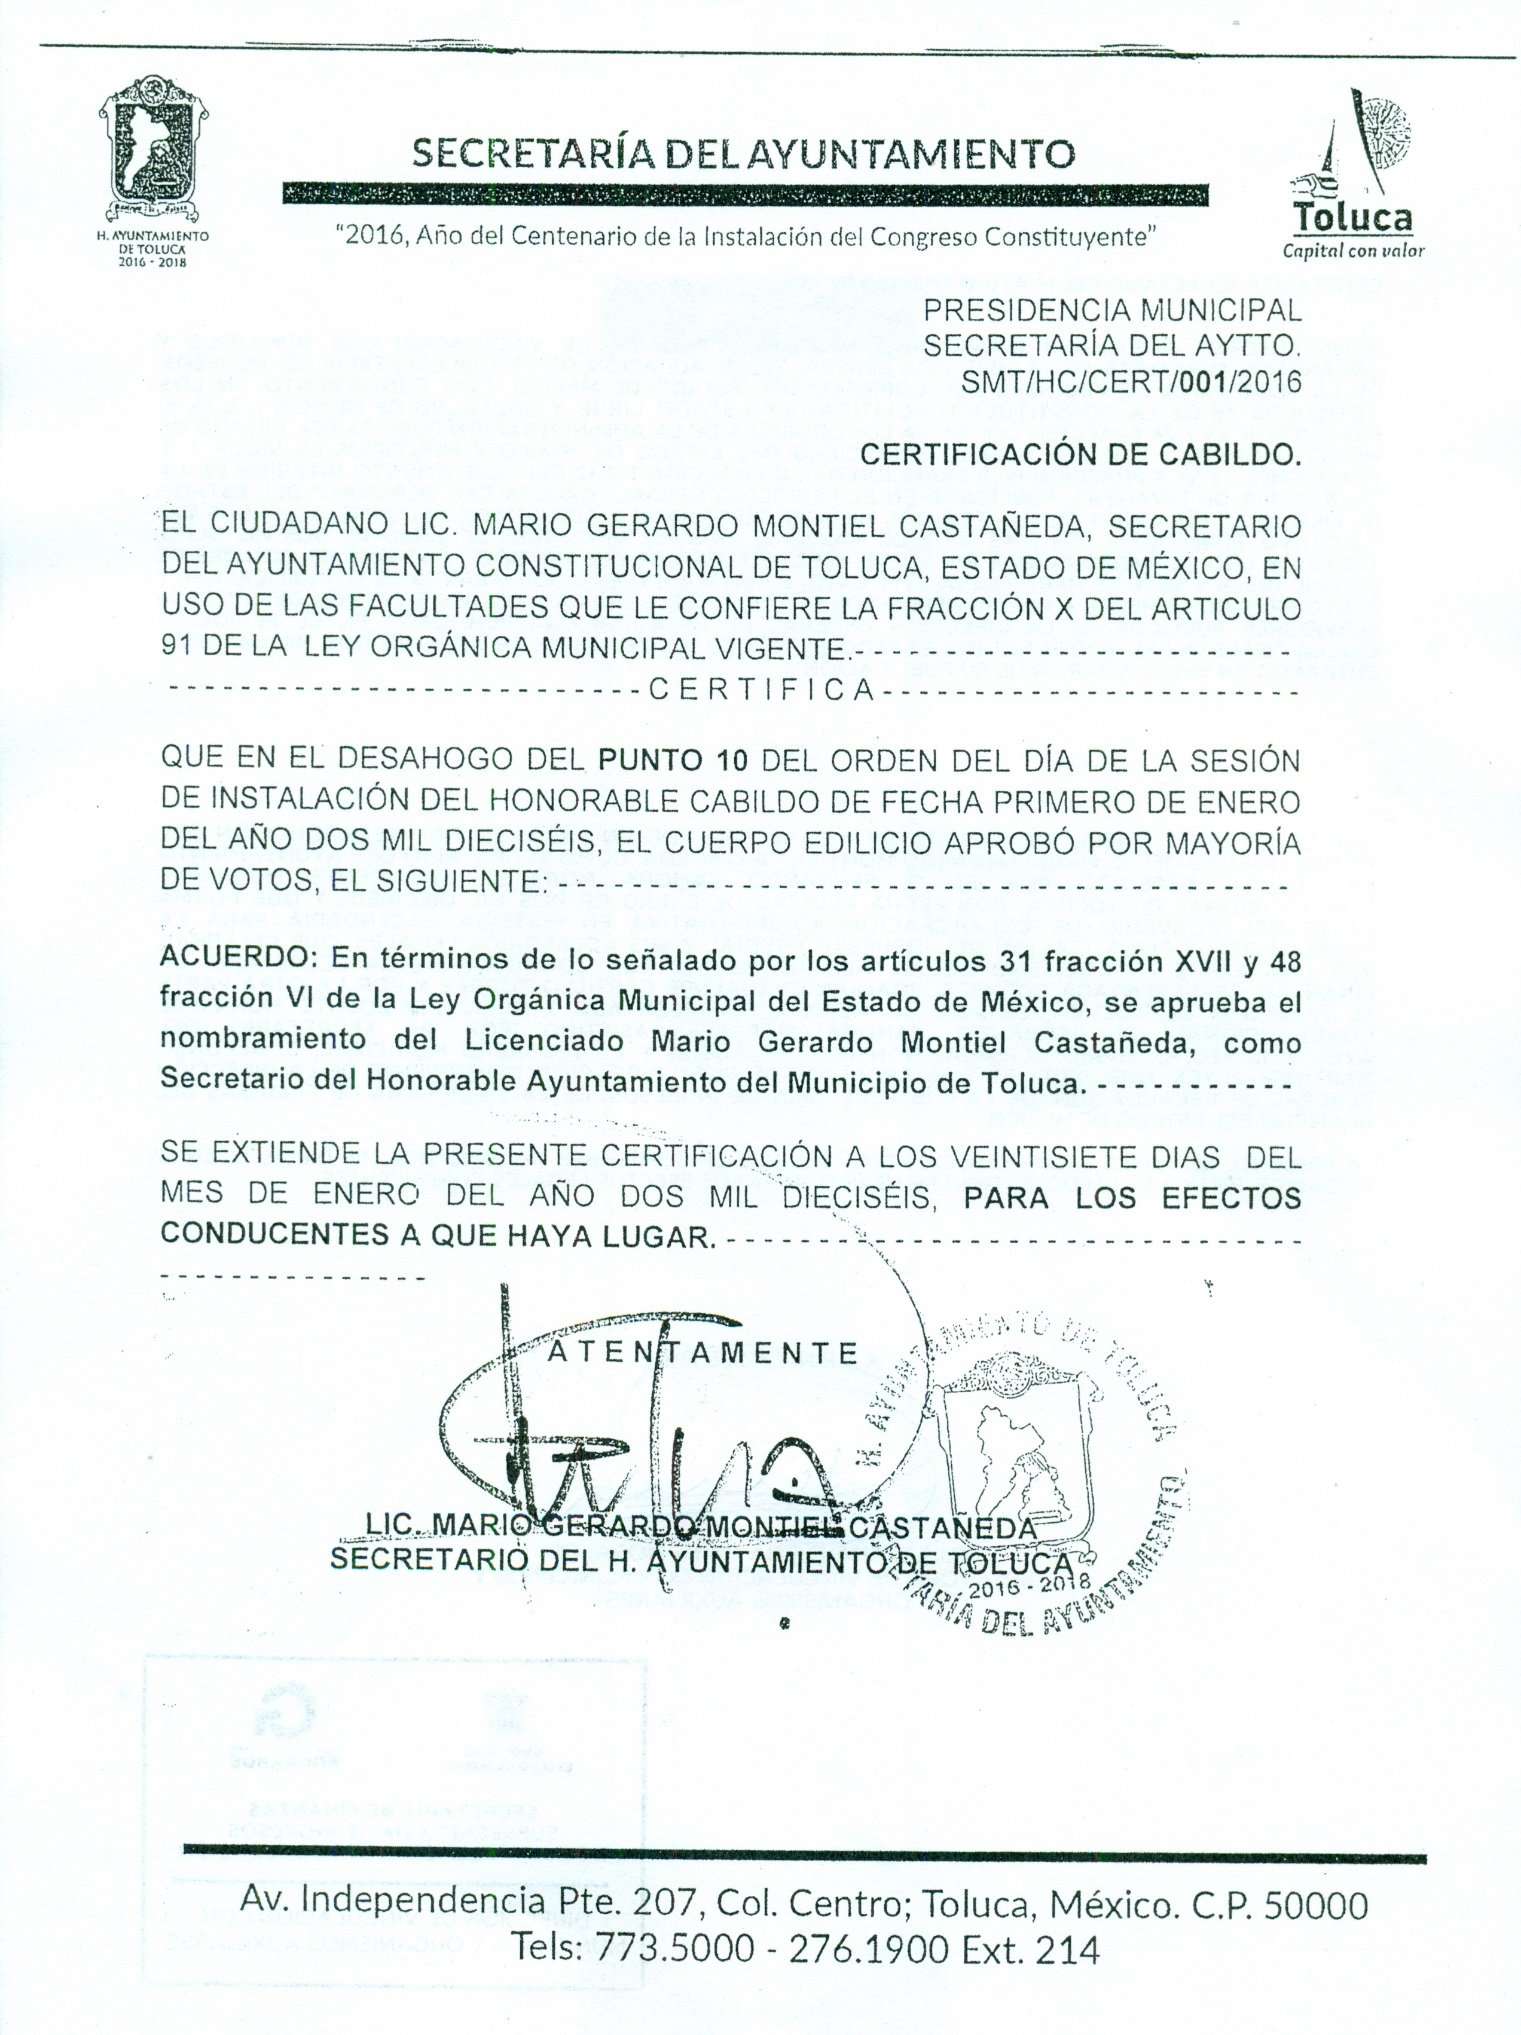 SECRETARÍA DEL AYUNTAMIENTO
"2016, Año del Centenario de la Instalación del Congreso Constituyente"
H. AYUNTAMIENTO
DE TOLUCA
2016 - 2018
Toluca
Capital con valor
PRESIDENCIA MUNICIPAL
SECRETARÍA DEL AYTTO.
SMT/HC/CERT/001/2016
CERTIFICACIÓN DE CABILDO.
EL CIUDADANO LIC. MARIO GERARDO MONTIEL CASTAÑEDA, SECRETARIO
DEL AYUNTAMIENTO CONSTITUCIONAL DE TOLUCA, ESTADO DE MÉXICO, EN
USO DE LAS FACULTADES QUE LE CONFIERE LA FRACCIÓN X DEL ARTICULO
91 DE LA LEY ORGÁNICA MUNICIPAL VIGENTE.- - - - - - - - - - - - - - - - - - - - - - - -
- - - - - - - - - - - - - - - - - - - - - - - - - - C E R T I F I C A - - - - - - - - - - - - - - - - - - - - - - -
QUE EN EL DESAHOGO DEL PUNTO 10 DEL ORDEN DEL DÍA DE LA SESIÓN
DE INSTALACIÓN DEL HONORABLE CABILDO DE FECHA PRIMERO DE ENERO
DEL AÑO DOS MIL DIECISÉIS, EL CUERPO EDILICIO APROBÓ POR MAYORÍA
DE VOTOS, EL SIGUIENTE: - - - - - - - - - - - - - - - - - - - - - - - - - - - - - - - - - - - - - - - -
ACUERDO: En términos de lo señalado por los artículos 31 fracción XVII y 48
fracción VI de la Ley Orgánica Municipal del Estado de México, se aprueba el
nombramiento del Licenciado Mario Gerardo Montiel Castañeda, como
Secretario del Honorable Ayuntamiento del Municipio de Toluca. - - - - - - - - - - -
SE EXTIENDE LA PRESENTE CERTIFICACIÓN A LOS VEINTISIETE DIAS DEL
MES DE ENERO DEL AÑO DOS MIL DIECISÉIS, PARA LOS EFECTOS
CONDUCENTES A QUE HAYA LUGAR. - - - - - - - - - - - - - - - - - - - - - - - - - - - - - - - -
- - - - - - - - - - - - - - -
A T E N T A M E N T E
LIC. MARIO GERARDO MONTIEL CASTAÑEDA
SECRETARIO DEL H. AYUNTAMIENTO DE TOLUCA
H. AYUNTAMIENTO DE TOLUCA
2016 - 2018
SECRETARÍA DEL AYUNTAMIENTO
Av. Independencia Pte. 207, Col. Centro; Toluca, México. C.P. 50000
Tels: 773.5000 - 276.1900 Ext. 214